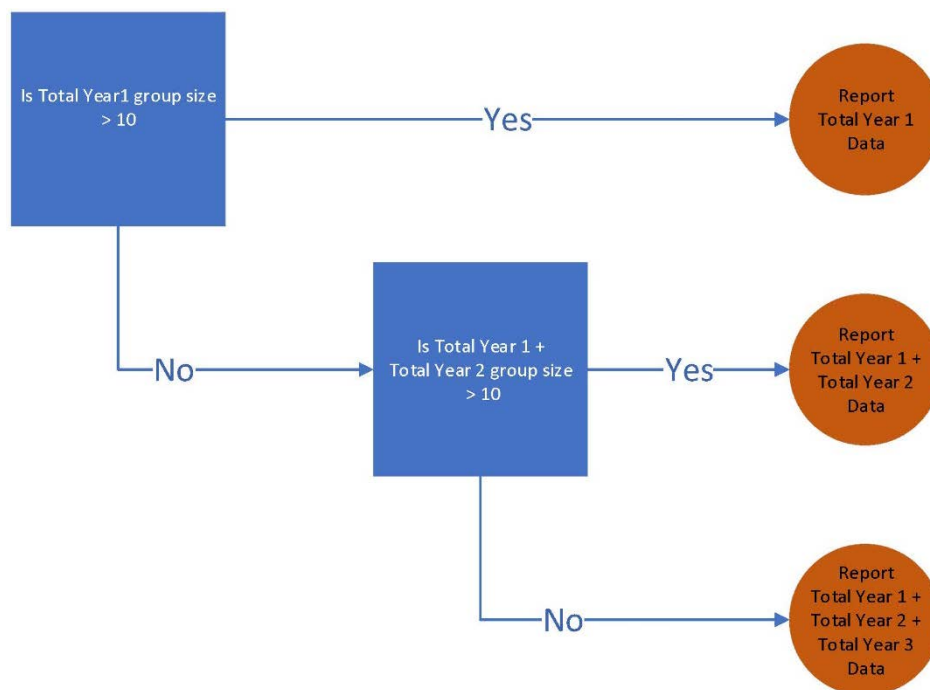 Is Total Year1 group size
> 10
Yes
Report
Total Year 1
Data
No
Is Total Year 1 +
Total Year 2 group size
> 10
Yes
Report
Total Year 1 +
Total Year 2
Data
No
Report
Total Year 1 +
Total Year 2 +
Total Year 3
Data